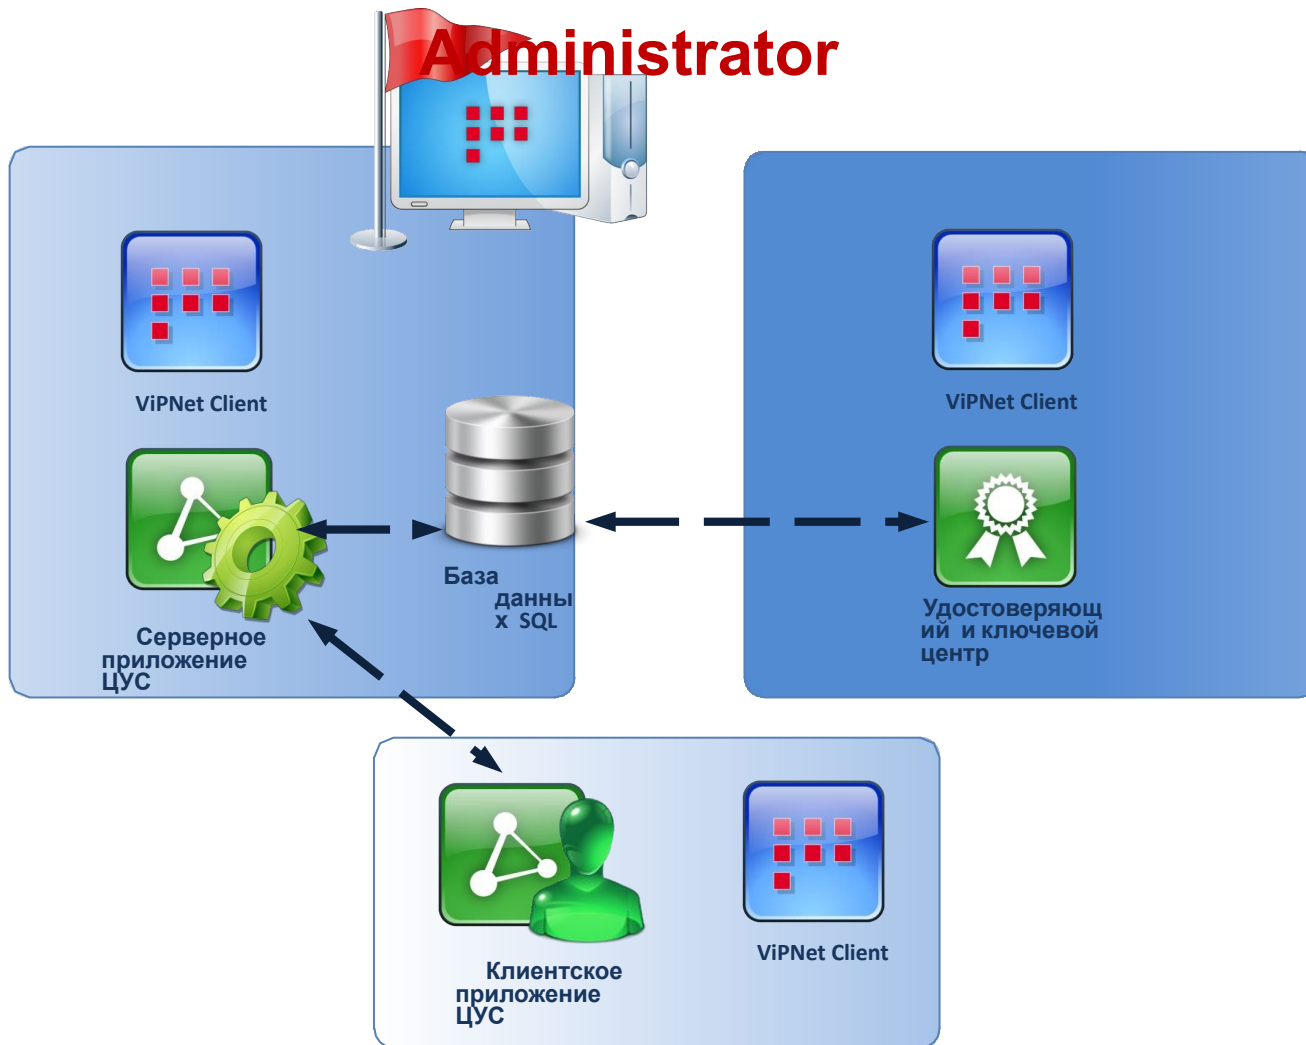 Administrator
ViPNet Client
База
данны
х SQL
Серверное
приложение
ЦУС
ViPNet Client
Удостоверяющ
ий и ключевой
центр
Клиентское
приложение
ЦУС
ViPNet Client